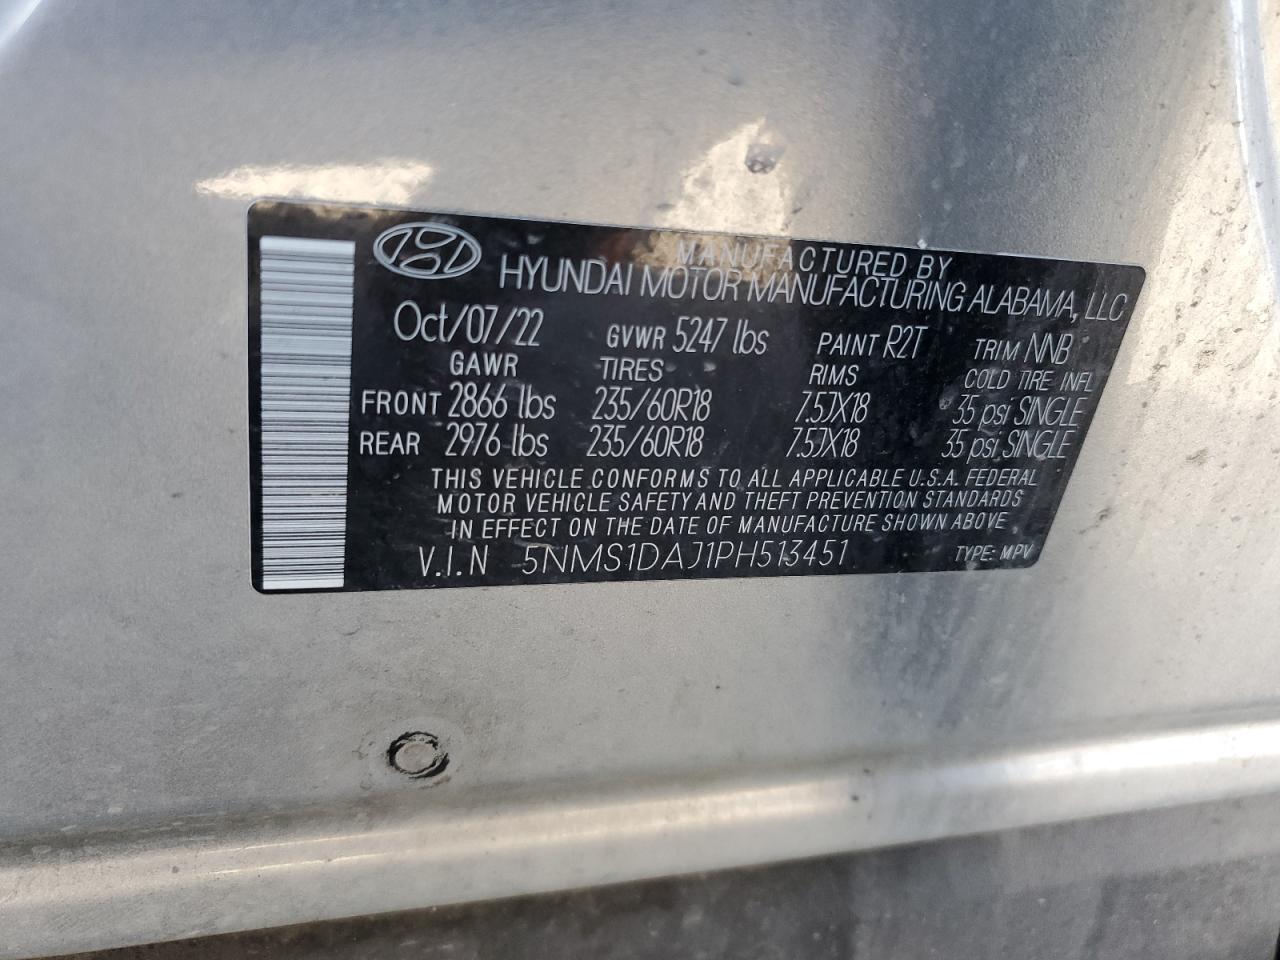 MANUFACTURED BY
HYUNDAI MOTOR MANUFACTURING ALABAMA, LLC
Oct/07/22 GVWR 5247 lbs PAINT R2T TRIM NNB
GAWR TIRES RIMS COLD TIRE INFL
FRONT 2866 lbs 235/60R18 7.5JX18 35 psi SINGLE
REAR 2976 lbs 235/60R18 7.5JX18 35 psi SINGLE
THIS VEHICLE CONFORMS TO ALL APPLICABLE U.S.A. FEDERAL
MOTOR VEHICLE SAFETY AND THEFT PREVENTION STANDARDS
IN EFFECT ON THE DATE OF MANUFACTURE SHOWN ABOVE
V.I.N 5NMS1DAJ1PH513451 TYPE: MPV